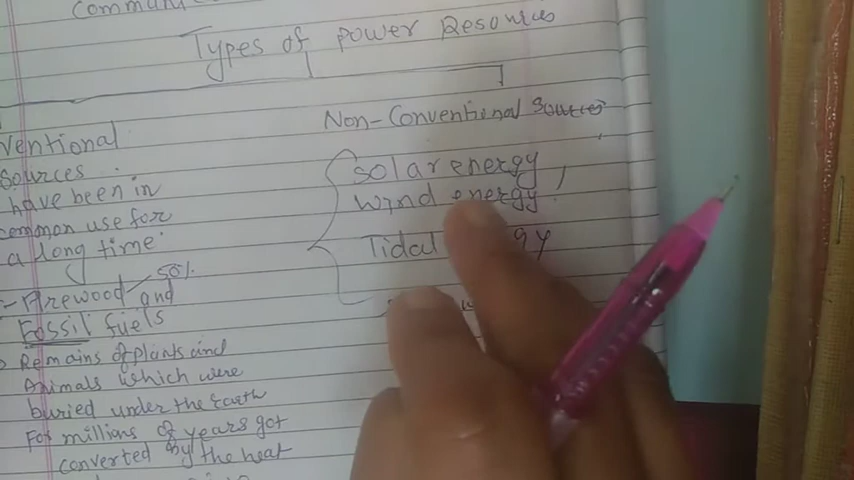 Types of power Resources
ventional
Sources
have been in
common use for
a long time
- Firewood 50%
and
Fossil fuels
Remains of plants and
Animals which were
buried under the Earth
For millions of years got
converted by the heat
Non-Conventional Sources
Solar energy
Wind energy
Tidal